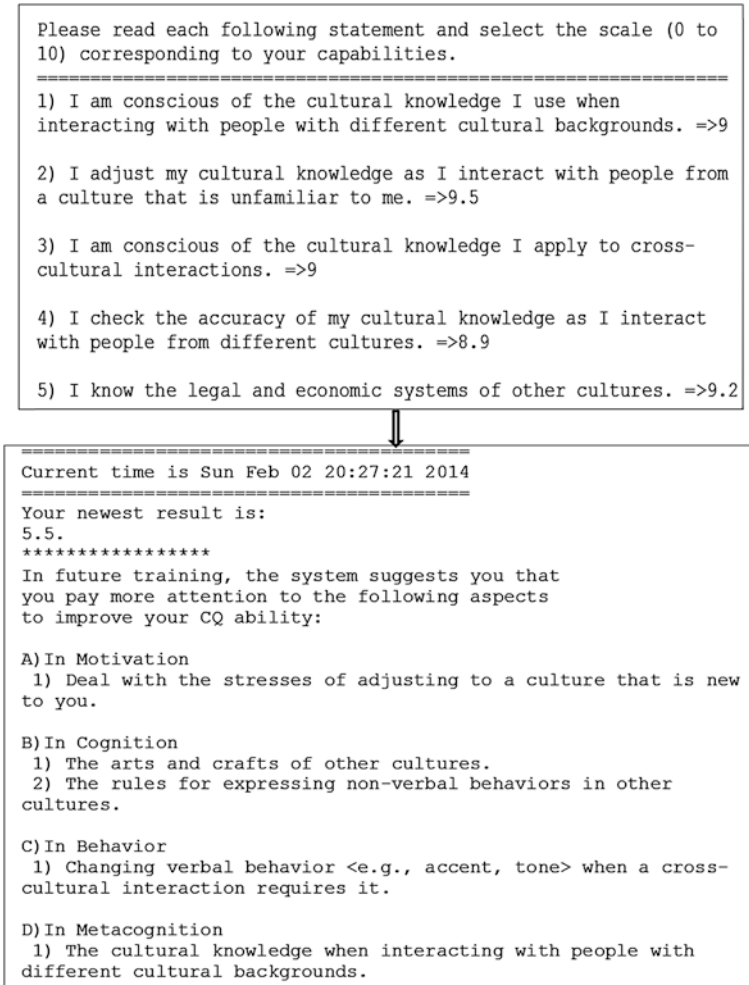 Please read each following statement and select the scale (0 to
10) corresponding to your capabilities.
================================================================
1) I am conscious of the cultural knowledge I use when
interacting with people with different cultural backgrounds. =>9
2) I adjust my cultural knowledge as I interact with people from
a culture that is unfamiliar to me. =>9.5
3) I am conscious of the cultural knowledge I apply to cross-
cultural interactions. =>9
4) I check the accuracy of my cultural knowledge as I interact
with people from different cultures. =>8.9
5) I know the legal and economic systems of other cultures. =>9.2
=========================================
Current time is Sun Feb 02 20:27:21 2014
=========================================
Your newest result is:
5.5.
*****************
In future training, the system suggests you that
you pay more attention to the following aspects
to improve your CQ ability:
A)In Motivation
1) Deal with the stresses of adjusting to a culture that is new
to you.
B)In Cognition
1) The arts and crafts of other cultures.
2) The rules for expressing non-verbal behaviors in other
cultures.
C)In Behavior
1) Changing verbal behavior <e.g., accent, tone> when a cross-
cultural interaction requires it.
D)In Metacognition
1) The cultural knowledge when interacting with people with
different cultural backgrounds.